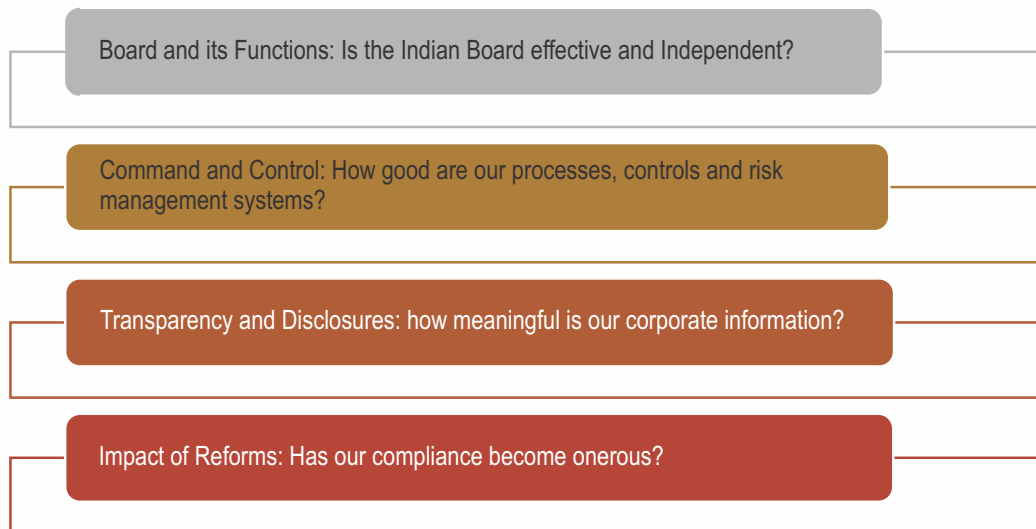 Board and its Functions: Is the Indian Board effective and Independent?
Command and Control: How good are our processes, controls and risk
management systems?
Transparency and Disclosures: how meaningful is our corporate information?
Impact of Reforms: Has our compliance become onerous?